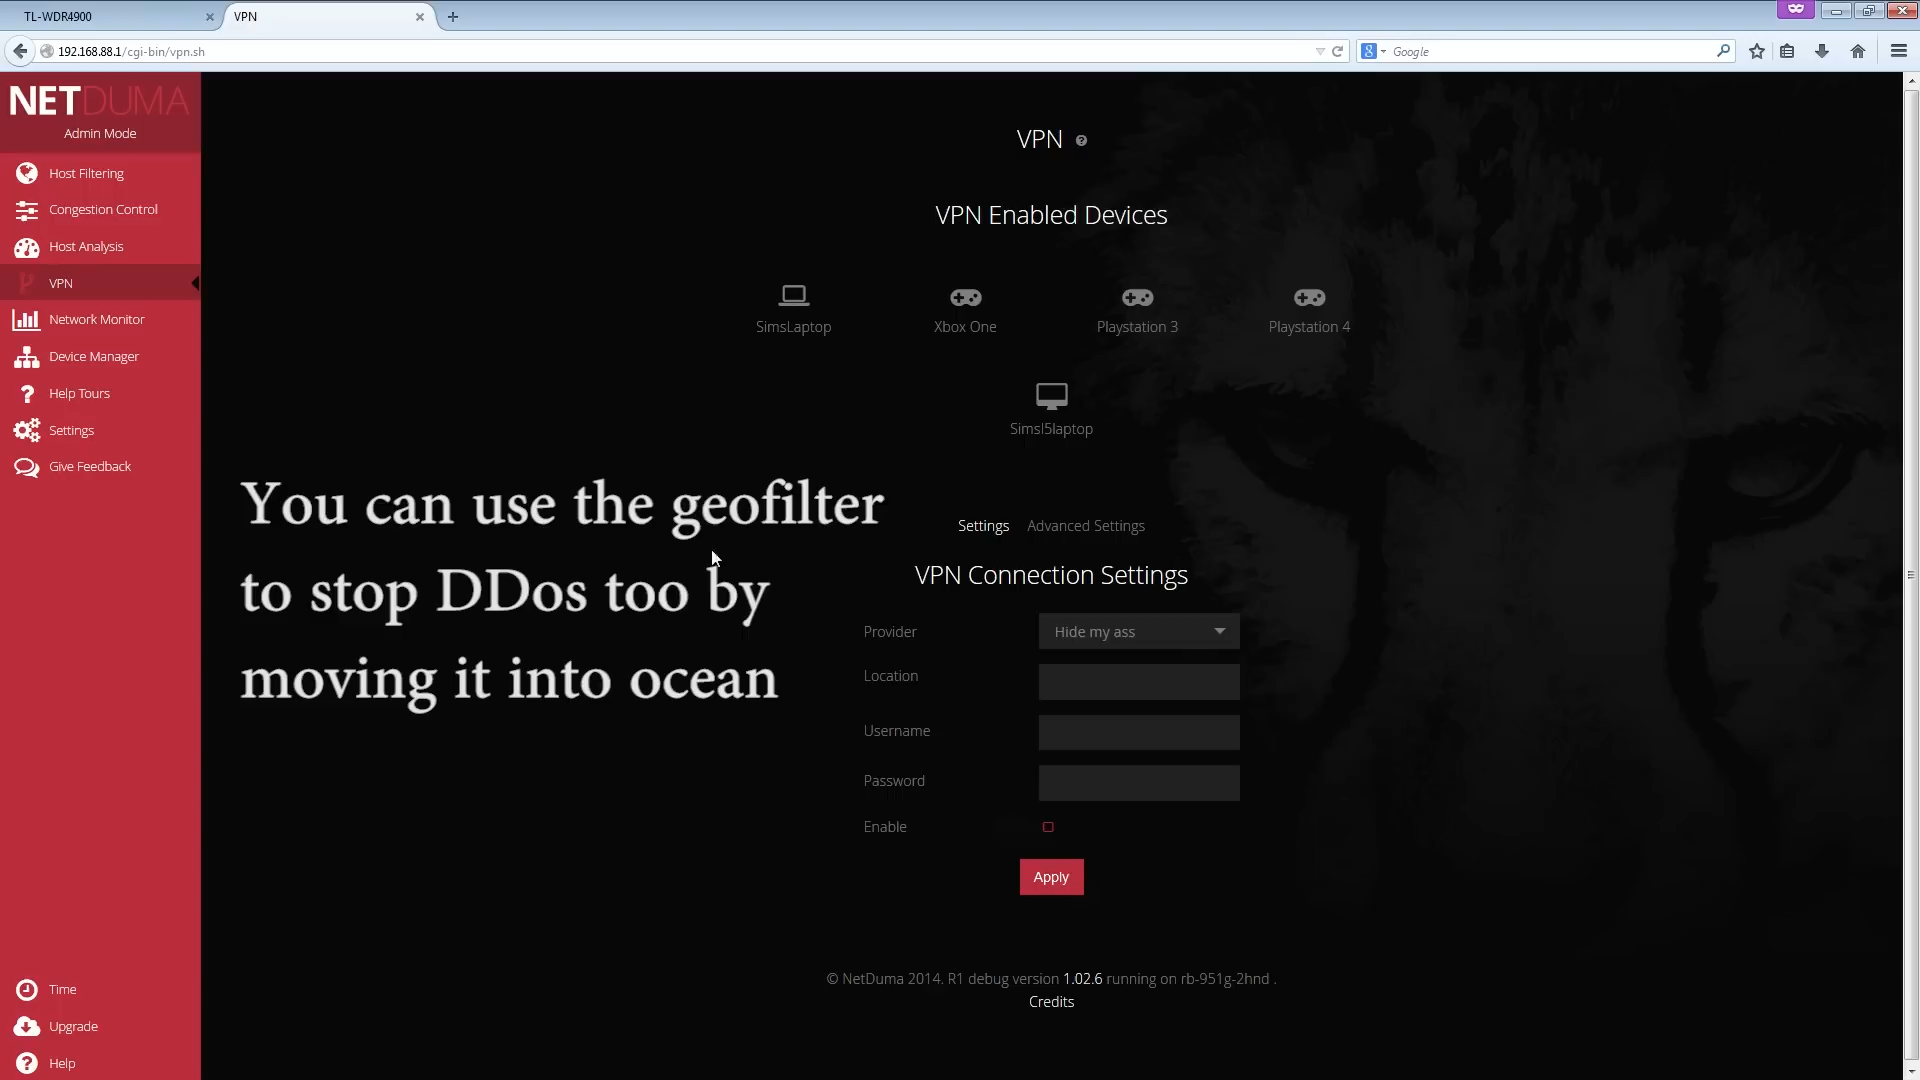 TL-WDR4900
VPN
192.168.88.1/cgi-bin/vpn.sh
Google
NETDUMA
Admin Mode
Host Filtering
Congestion Control
Host Analysis
VPN
Network Monitor
Device Manager
Help Tours
Settings
Give Feedback
Time
Upgrade
Help
VPN
VPN Enabled Devices
SimsLaptop
Xbox One
Playstation 3
Playstation 4
Simsl5laptop
You can use the geofilter
to stop DDos too by
moving it into ocean
Settings Advanced Settings
VPN Connection Settings
Provider Hide my ass
Location
Username
Password
Enable
Apply
© NetDuma 2014. R1 debug version 1.02.6 running on rb-951g-2hnd .
Credits